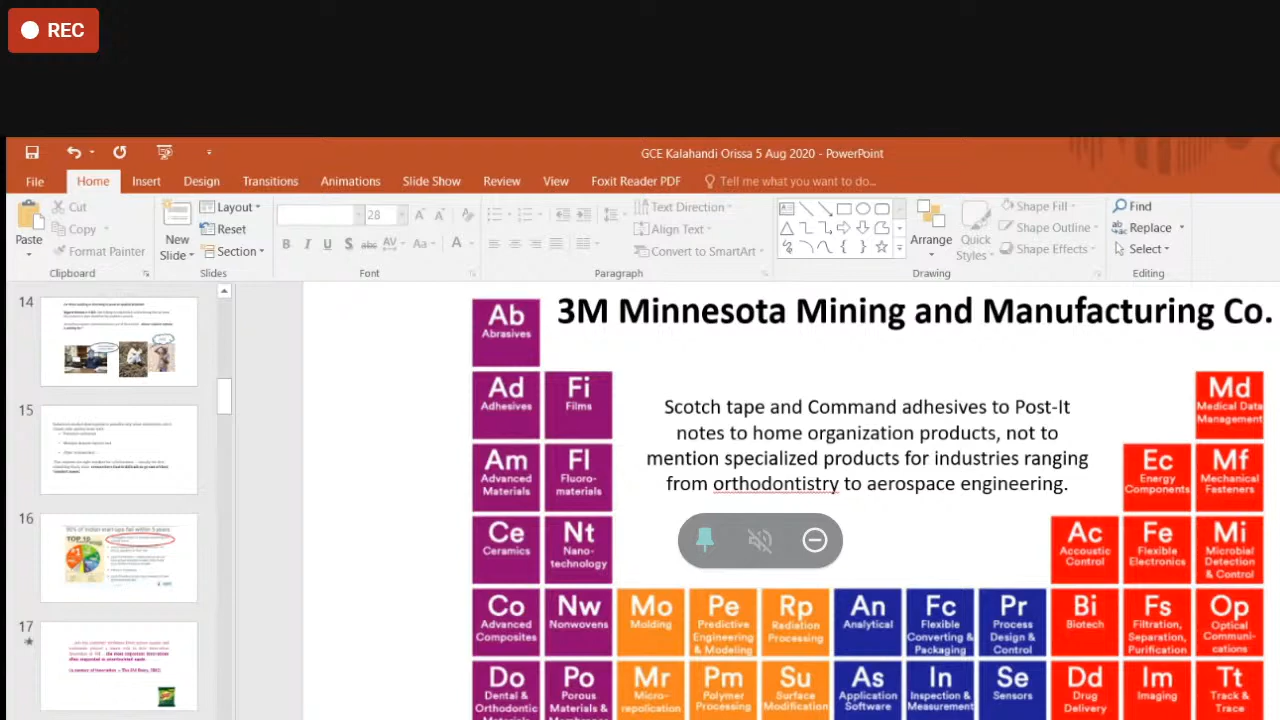 REC
GCE Kalahandi Orissa 5 Aug 2020 - PowerPoint
File Home Insert Design Transitions Animations Slide Show Review View Foxit Reader PDF Tell me what you want to do...
Paste
Cut
Copy
Format Painter
Clipboard
New
Slide
Layout
Reset
Section
Slides
28
B I U S abc AV Aa A
Font
Text Direction
Align Text
Convert to SmartArt
Paragraph
Arrange
Quick
Styles
Shape Fill
Shape Outline
Shape Effects
Drawing
Find
Replace
Select
Editing
14
15
16
90% of Indian start-ups fail within 5 years
TOP 10
17
3M Minnesota Mining and Manufacturing Co.
Scotch tape and Command adhesives to Post-It
notes to home organization products, not to
mention specialized products for industries ranging
from orthodontistry to aerospace engineering.
Ab
Abrasives
Ad
Adhesives
Fi
Films
Md
Medical Data
Management
Am
Advanced
Materials
Fl
Fluoro-
materials
Ec
Energy
Components
Mf
Mechanical
Fasteners
Ce
Ceramics
Nt
Nano-
technology
Ac
Accoustic
Control
Fe
Flexible
Electronics
Mi
Microbial
Detection
& Control
Co
Advanced
Composites
Nw
Nonwovens
Mo
Molding
Pe
Predictive
Engineering
& Modeling
Rp
Radiation
Processing
An
Analytical
Fc
Flexible
Converting &
Packaging
Pr
Process
Design &
Control
Bi
Biotech
Fs
Filtration,
Separation,
Purification
Op
Optical
Communi-
cations
Do
Dental &
Orthodontic
Materials
Po
Porous
Materials &
Membranes
Mr
Micro-
replication
Pm
Polymer
Processing
Su
Surface
Modification
As
Application
Software
In
Inspection &
Measurement
Se
Sensors
Dd
Drug
Delivery
Im
Imaging
Tt
Track &
Trace